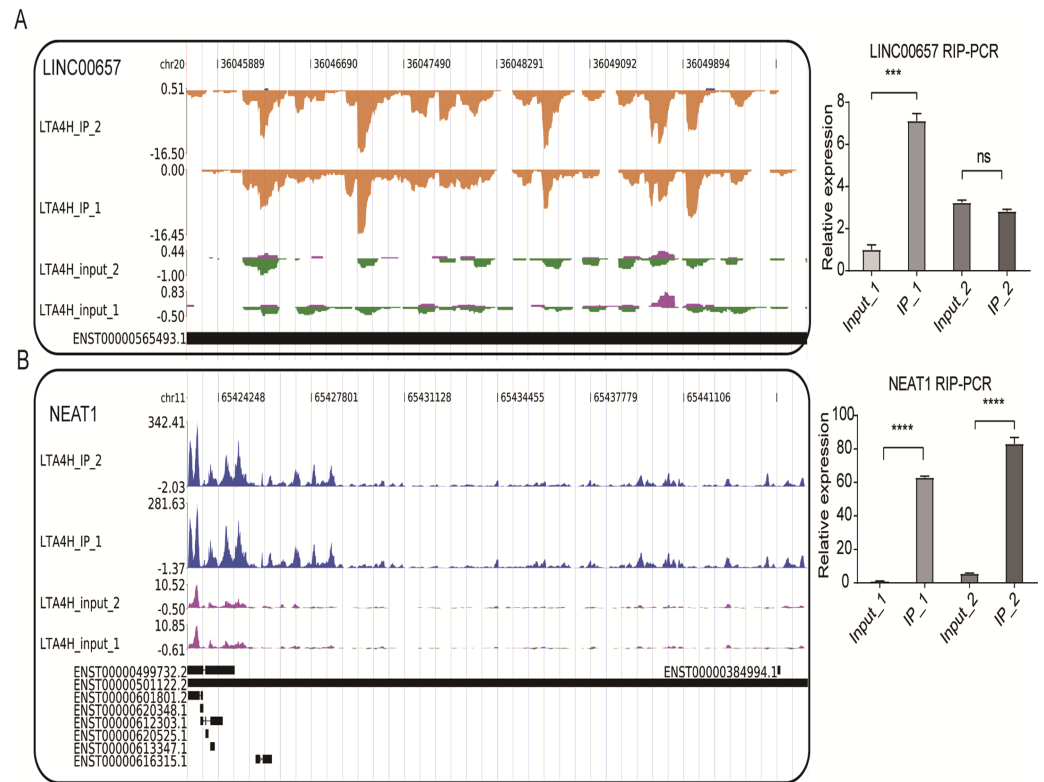 A
LINC00657
chr20 36045889 36046690 36047490 36048291 36049092 36049894
0.51
LTA4H_IP_2
-16.50
0.00
LTA4H_IP_1
-16.45
0.44
LTA4H_input_2
-1.00
0.83
LTA4H_input_1
-0.50
ENST00000565493.1
LINC00657 RIP-PCR
***
ns
Relative expression
8
6
4
2
0
Input_1
IP_1
Input_2
IP_2
B
NEAT1
chr11 65424248 65427801 65431128 65434455 65437779 65441106
342.41
LTA4H_IP_2
-2.03
281.63
LTA4H_IP_1
-1.37
10.52
LTA4H_input_2
-0.50
10.85
LTA4H_input_1
-0.61
ENST00000499732.2
ENST00000384994.1
ENST00000501122.2
ENST00000601801.2
ENST00000620348.1
ENST00000612303.1
ENST00000620525.1
ENST00000613347.1
ENST00000616315.1
NEAT1 RIP-PCR
****
****
Relative expression
100
80
60
40
20
0
Input_1
IP_1
Input_2
IP_2